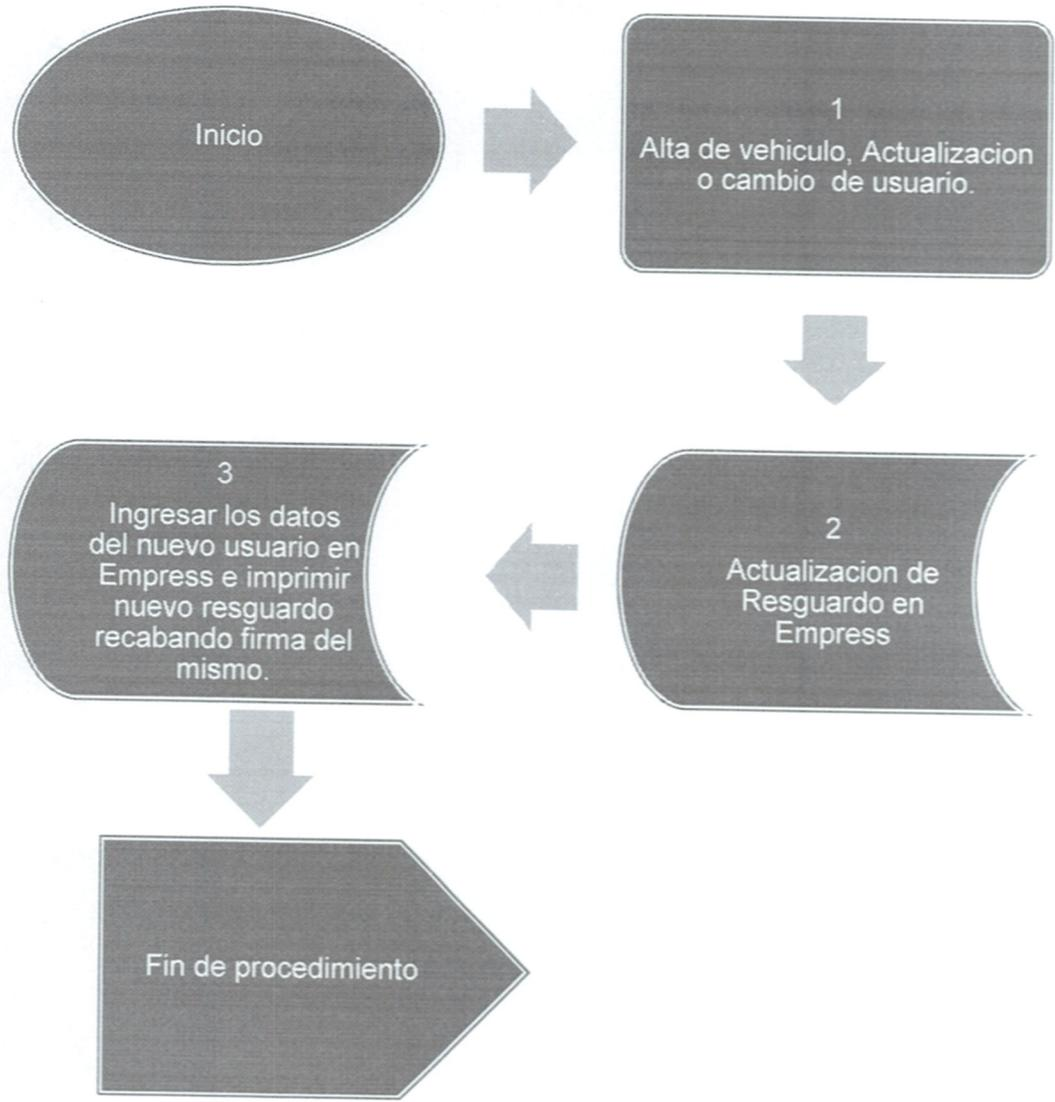 Inicio
1
Alta de vehiculo, Actualizacion
o cambio de usuario.
2
Actualizacion de
Resguardo en
Empress
3
Ingresar los datos
del nuevo usuario en
Empress e imprimir
nuevo resguardo
recabando firma del
mismo.
Fin de procedimiento